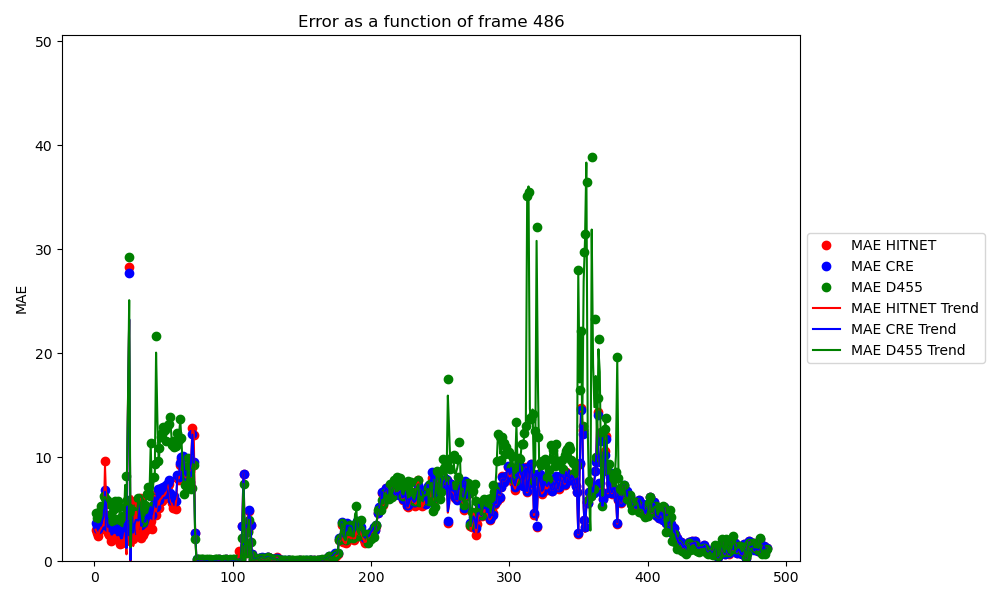 Error as a function of frame 486
50
40
30
20
10
0
MAE
0 100 200 300 400 500
MAE HITNET
MAE CRE
MAE D455
MAE HITNET Trend
MAE CRE Trend
MAE D455 Trend